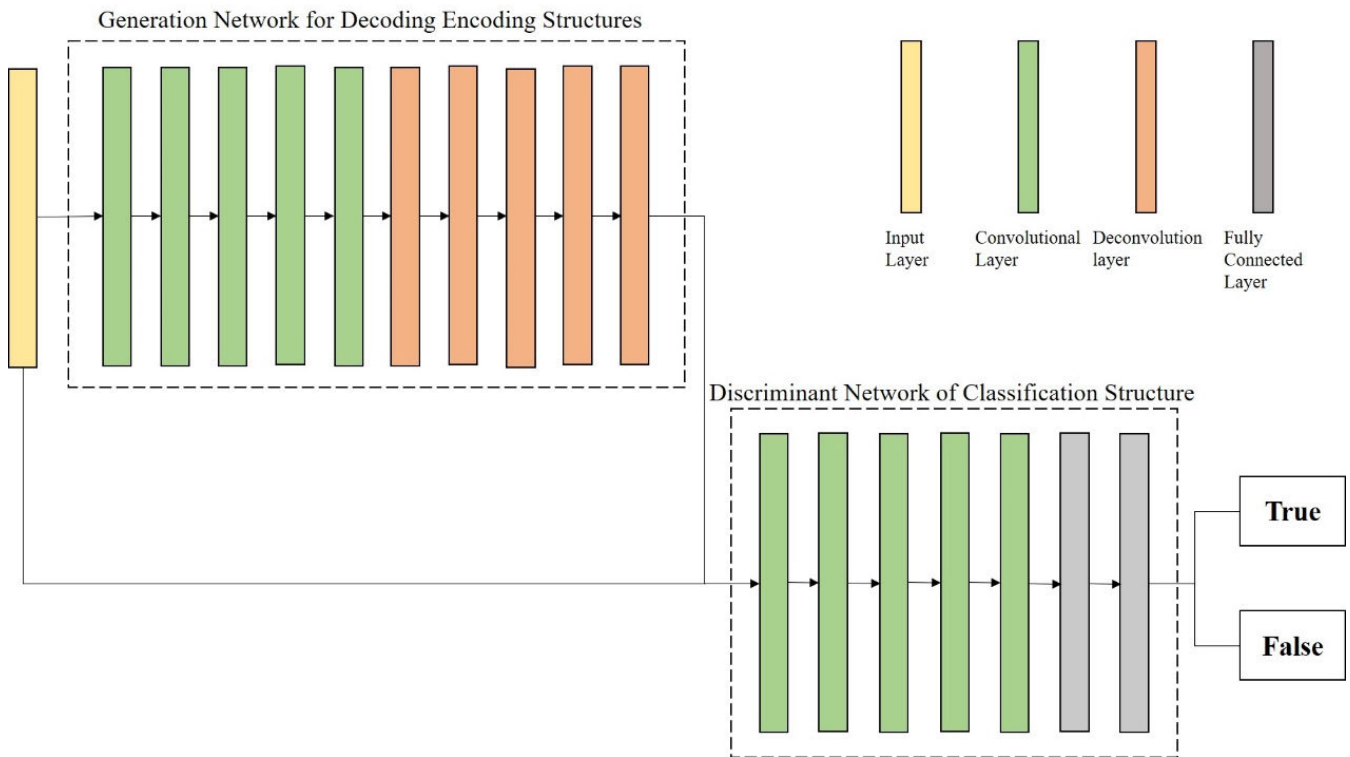 Generation Network for Decoding Encoding Structures
Input
Layer
Convolutional
Layer
Deconvolution
layer
Fully
Connected
Layer
Discriminant Network of Classification Structure
True
False